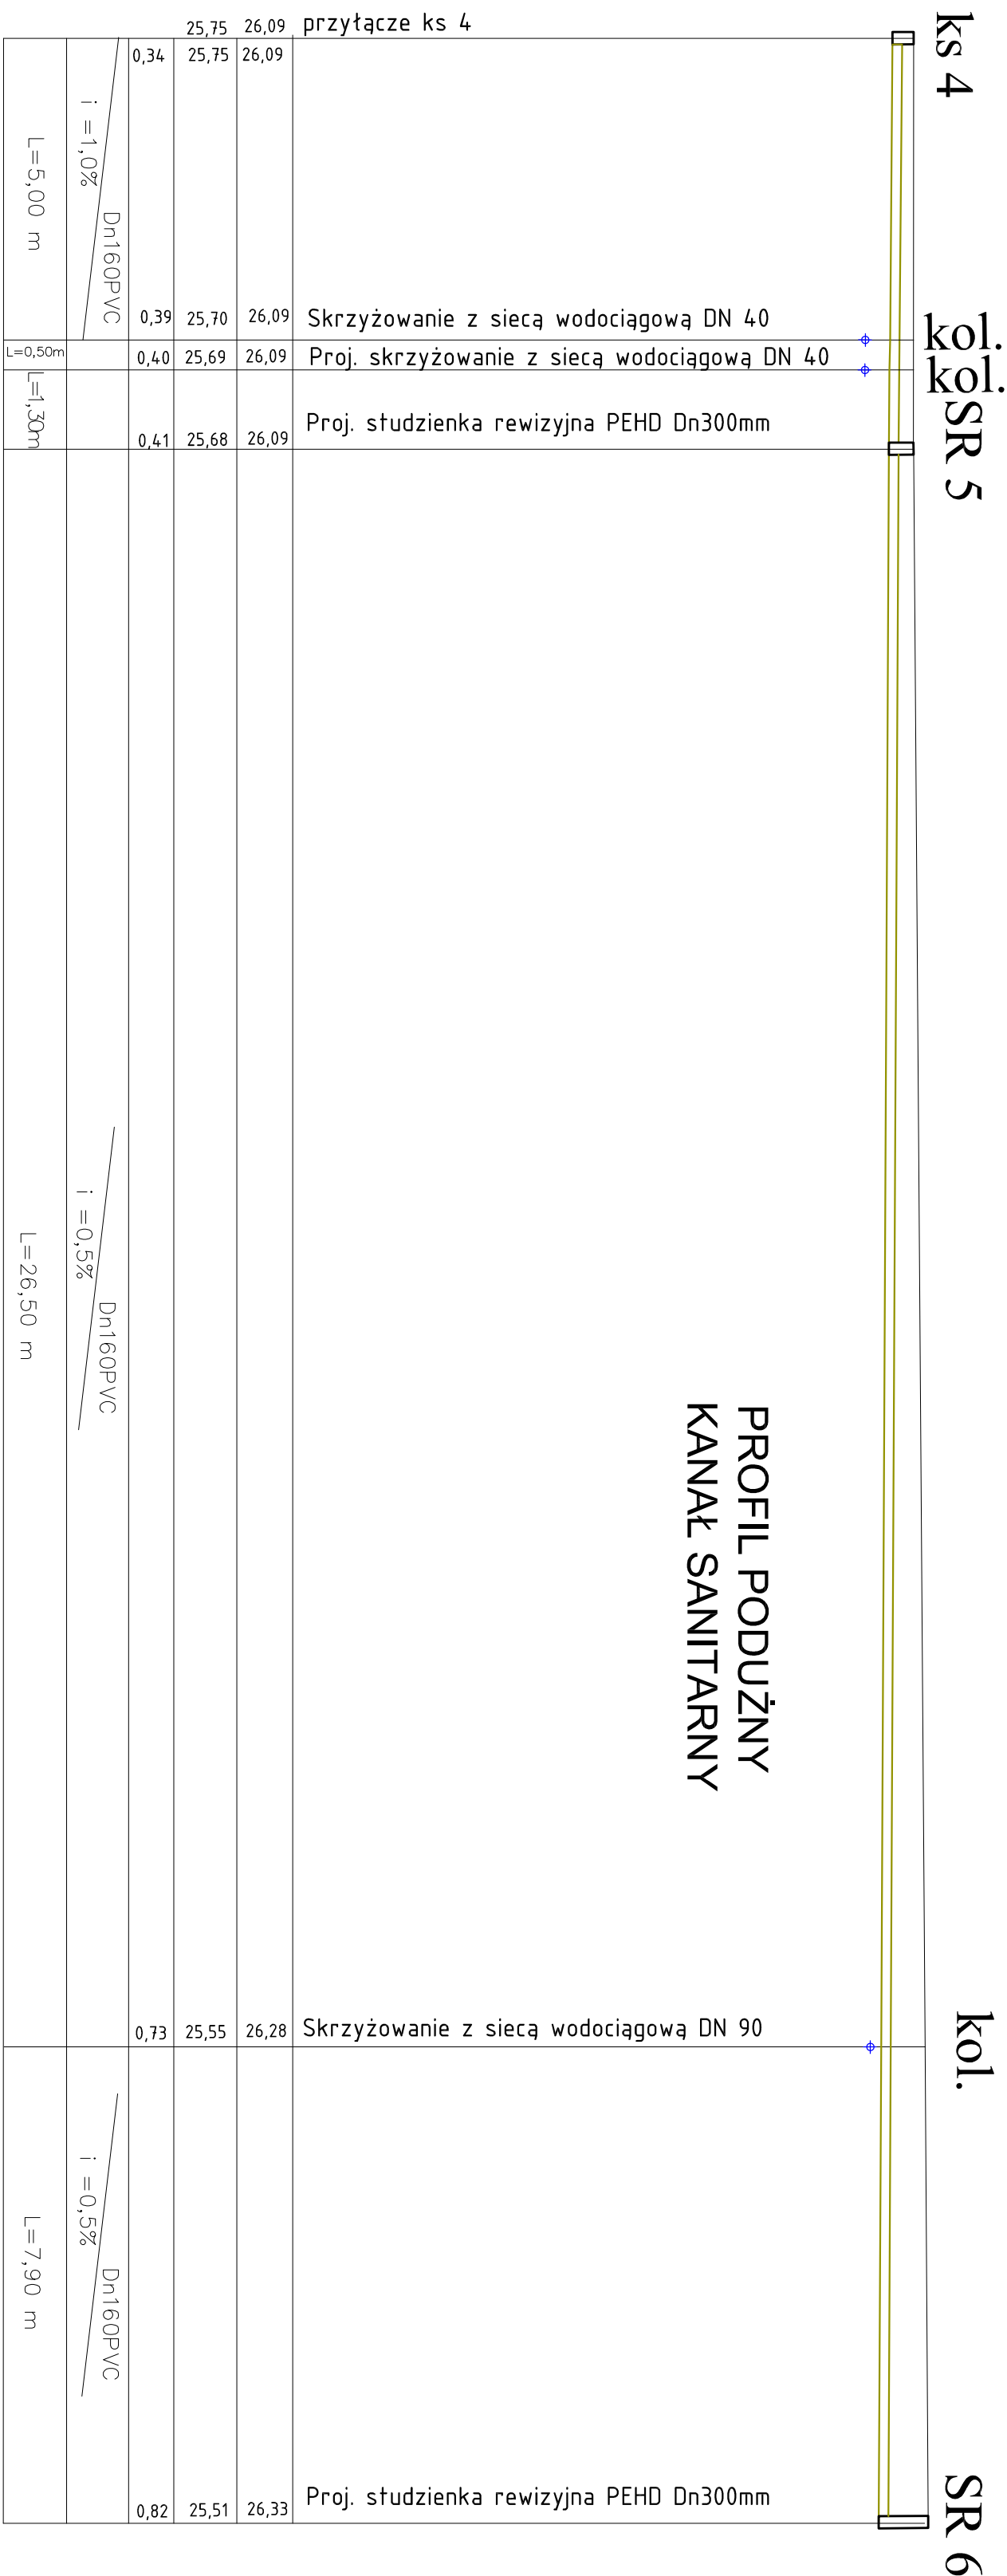 ks 4
25,75 26,09 przyłącze ks 4
0,34 25,75 26,09
L=5,00 m
i =1,0%
Dn160PVC
0,39 25,70 26,09 Skrzyżowanie z siecą wodociągową DN 40
kol.
L=0,50m
0,40 25,69 26,09 Proj. skrzyżowanie z siecą wodociągową DN 40
kol.
L=1,30m
0,41 25,68 26,09 Proj. studzienka rewizyjna PEHD Dn300mm
SR 5
L=26,50 m
i =0,5%
Dn160PVC
PROFIL PODUŻNY
KANAŁ SANITARNY
0,73 25,55 26,28 Skrzyżowanie z siecą wodociągową DN 90
kol.
L=7,90 m
i =0,5%
Dn160PVC
0,82 25,51 26,33 Proj. studzienka rewizyjna PEHD Dn300mm
SR 6